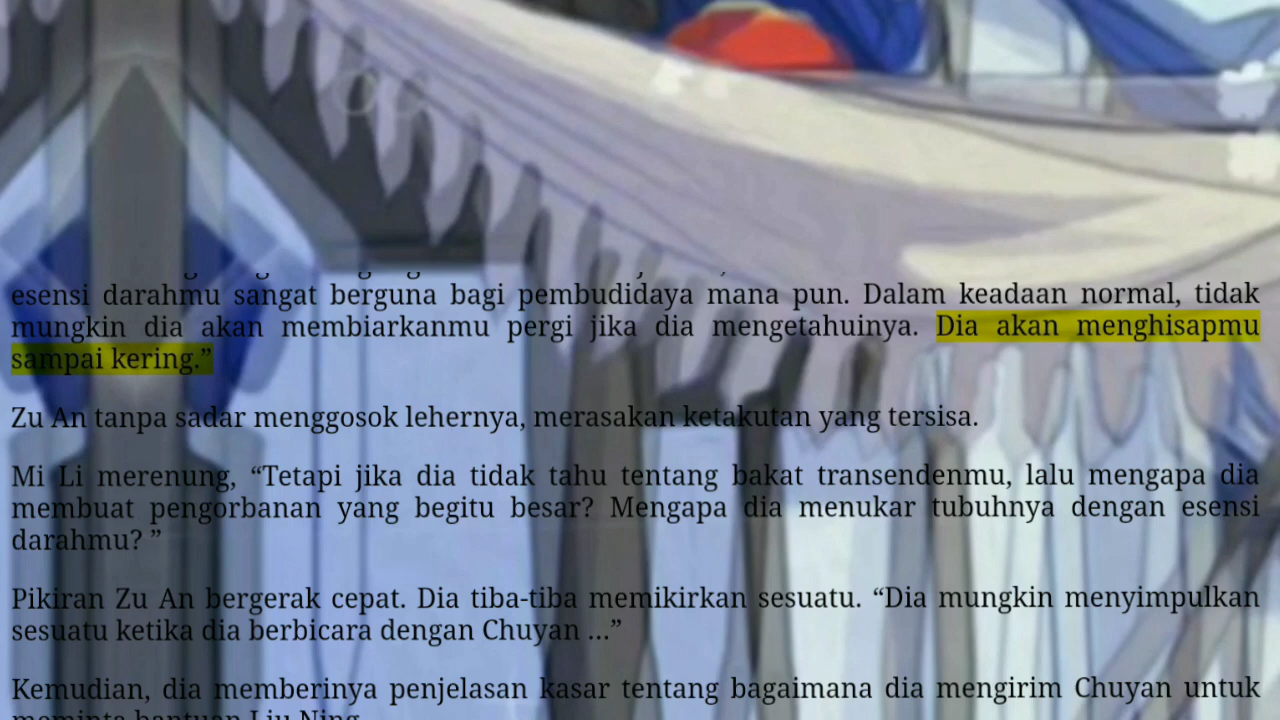 esensi darahmu sangat berguna bagi pembudidaya mana pun. Dalam keadaan normal, tidak
mungkin dia akan membiarkanmu pergi jika dia mengetahuinya. Dia akan menghisapmu
sampai kering.”
Zu An tanpa sadar menggosok lehernya, merasakan ketakutan yang tersisa.
Mi Li merenung, “Tetapi jika dia tidak tahu tentang bakat transendenmu, lalu mengapa dia
membuat pengorbanan yang begitu besar? Mengapa dia menukar tubuhnya dengan esensi
darahmu? ”
Pikiran Zu An bergerak cepat. Dia tiba-tiba memikirkan sesuatu. “Dia mungkin menyimpulkan
sesuatu ketika dia berbicara dengan Chuyan ...”
Kemudian, dia memberinya penjelasan kasar tentang bagaimana dia mengirim Chuyan untuk
meminta bantuan Liu Ning.